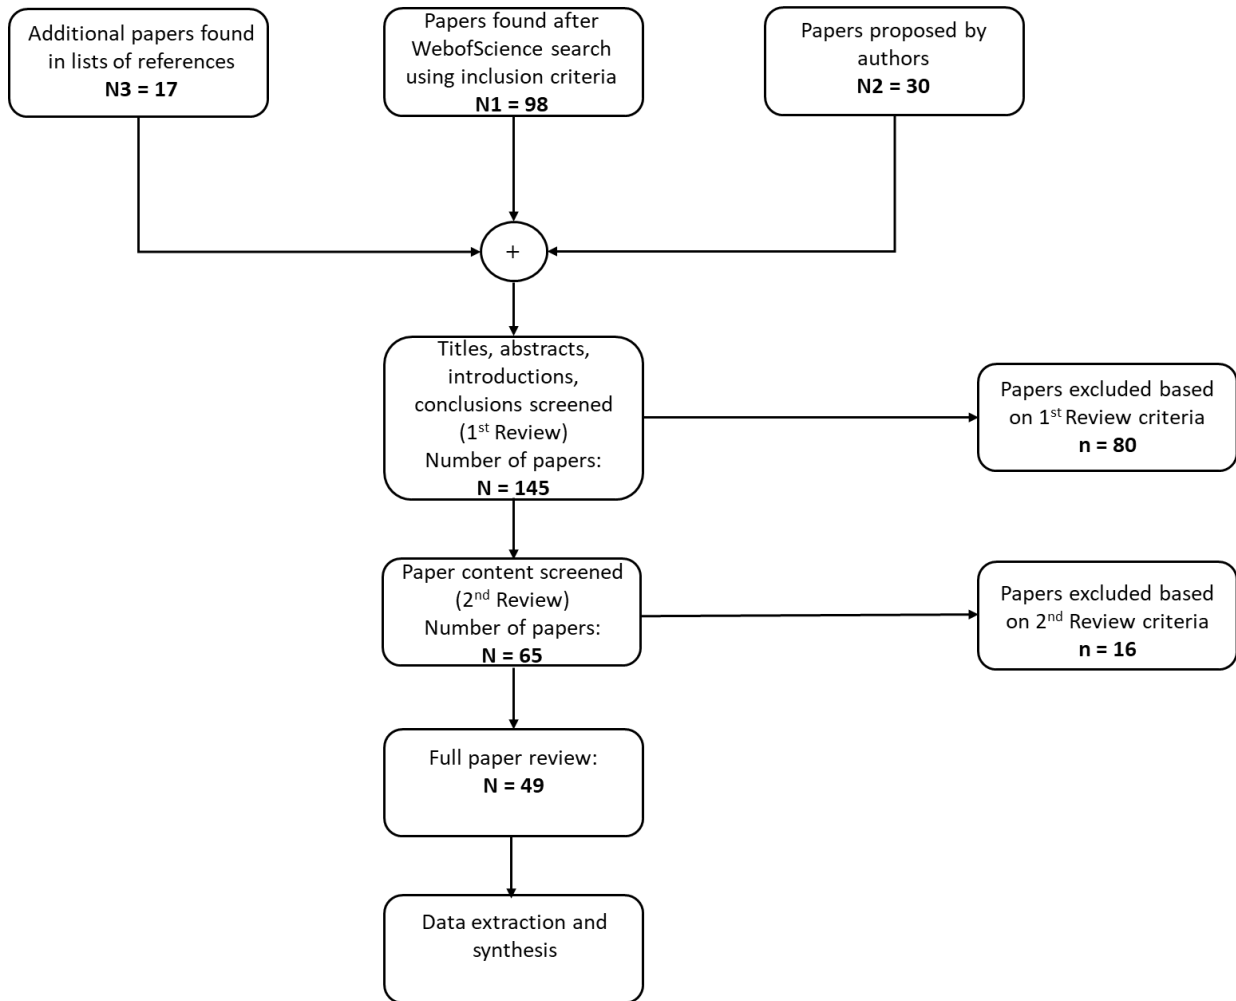 Additional papers found
in lists of references
N3 = 17
Papers found after
WebofScience search
using inclusion criteria
N1 = 98
Papers proposed by
authors
N2 = 30
+
Titles, abstracts,
introductions,
conclusions screened
(1st Review)
Number of papers:
N = 145
Papers excluded based
on 1st Review criteria
n = 80
Paper content screened
(2nd Review)
Number of papers:
N = 65
Papers excluded based
on 2nd Review criteria
n = 16
Full paper review:
N = 49
Data extraction and
synthesis